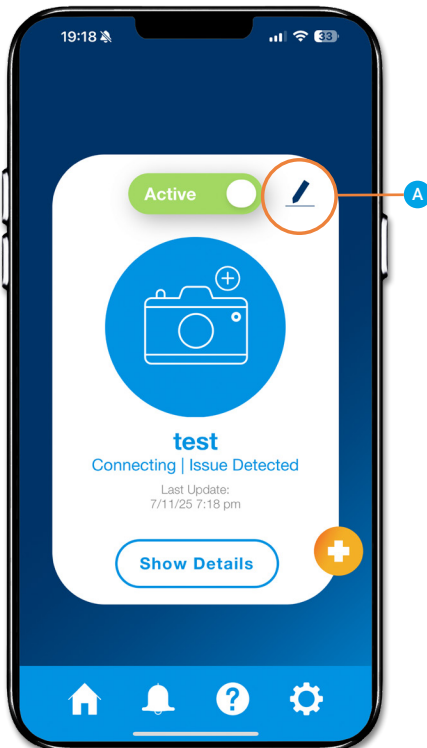 19:18
33
Active
A
test
Connecting | Issue Detected
Last Update:
7/11/25 7:18 pm
Show Details
?